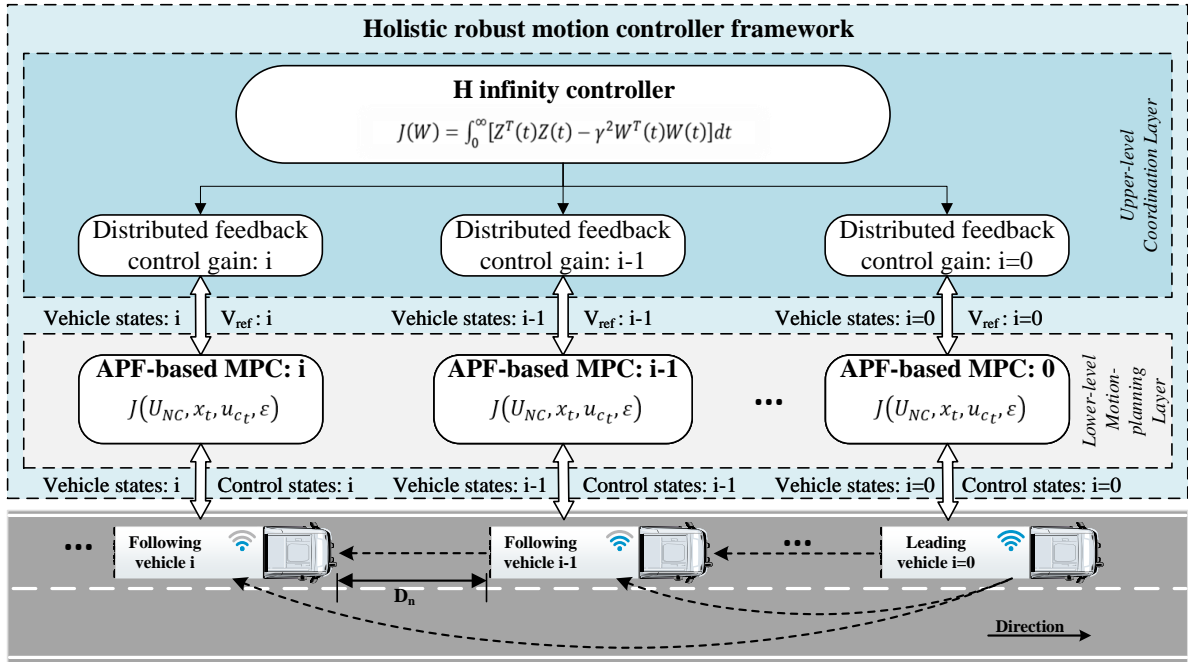 Holistic robust motion controller framework
H infinity controller
J(W) = ∫₀^∞[Zᵀ(t)Z(t) − γ²Wᵀ(t)W(t)]dt
Upper-level
Coordination Layer
Distributed feedback
control gain: i
Distributed feedback
control gain: i-1
Distributed feedback
control gain: i=0
Vehicle states: i
V_ref : i
Vehicle states: i-1
V_ref : i-1
Vehicle states: i=0
V_ref : i=0
APF-based MPC: i
J(U_NC, x_t, u_c_t, ε)
APF-based MPC: i-1
J(U_NC, x_t, u_c_t, ε)
...
APF-based MPC: 0
J(U_NC, x_t, u_c_t, ε)
Lower-level
Motion-
planning
Layer
Vehicle states: i
Control states: i
Vehicle states: i-1
Control states: i-1
Vehicle states: i=0
Control states: i=0
...
Following
vehicle i
Following
vehicle i-1
...
Leading
vehicle i=0
D_n
Direction